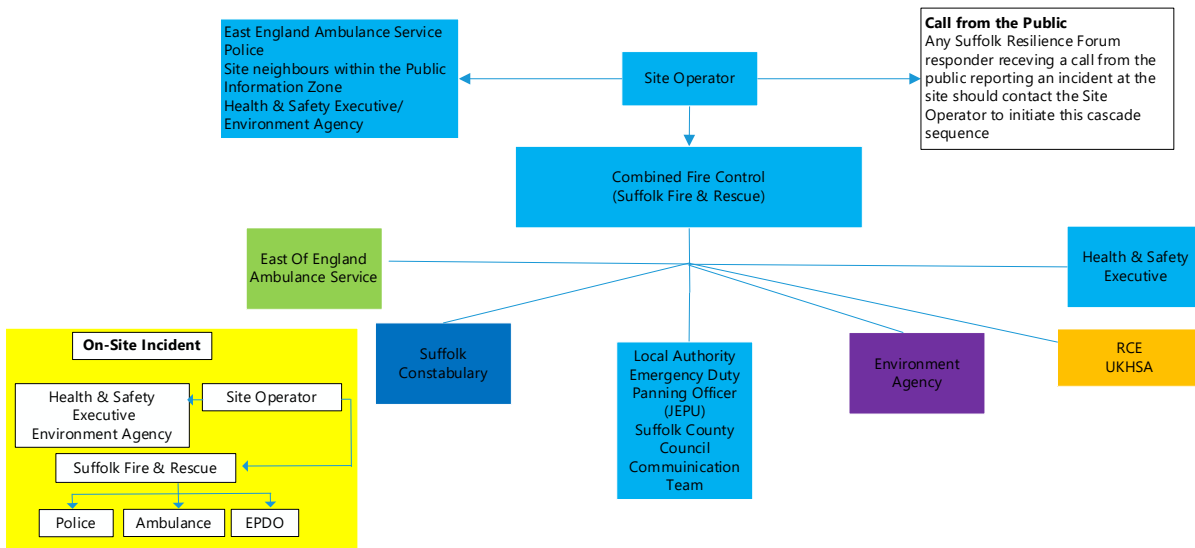 East England Ambulance Service
Police
Site neighbours within the Public
Information Zone
Health & Safety Executive/
Environment Agency
Site Operator
Call from the Public
Any Suffolk Resilience Forum
responder receving a call from the
public reporting an incident at the
site should contact the Site
Operator to initiate this cascade
sequence
Combined Fire Control
(Suffolk Fire & Rescue)
East Of England
Ambulance Service
Health & Safety
Executive
Suffolk
Constabulary
Local Authority
Emergency Duty
Panning Officer
(JEPU)
Suffolk County
Council
Commuinication
Team
Environment
Agency
RCE
UKHSA
On-Site Incident
Health & Safety
Executive
Environment Agency
Site Operator
Suffolk Fire & Rescue
Police
Ambulance
EPDO